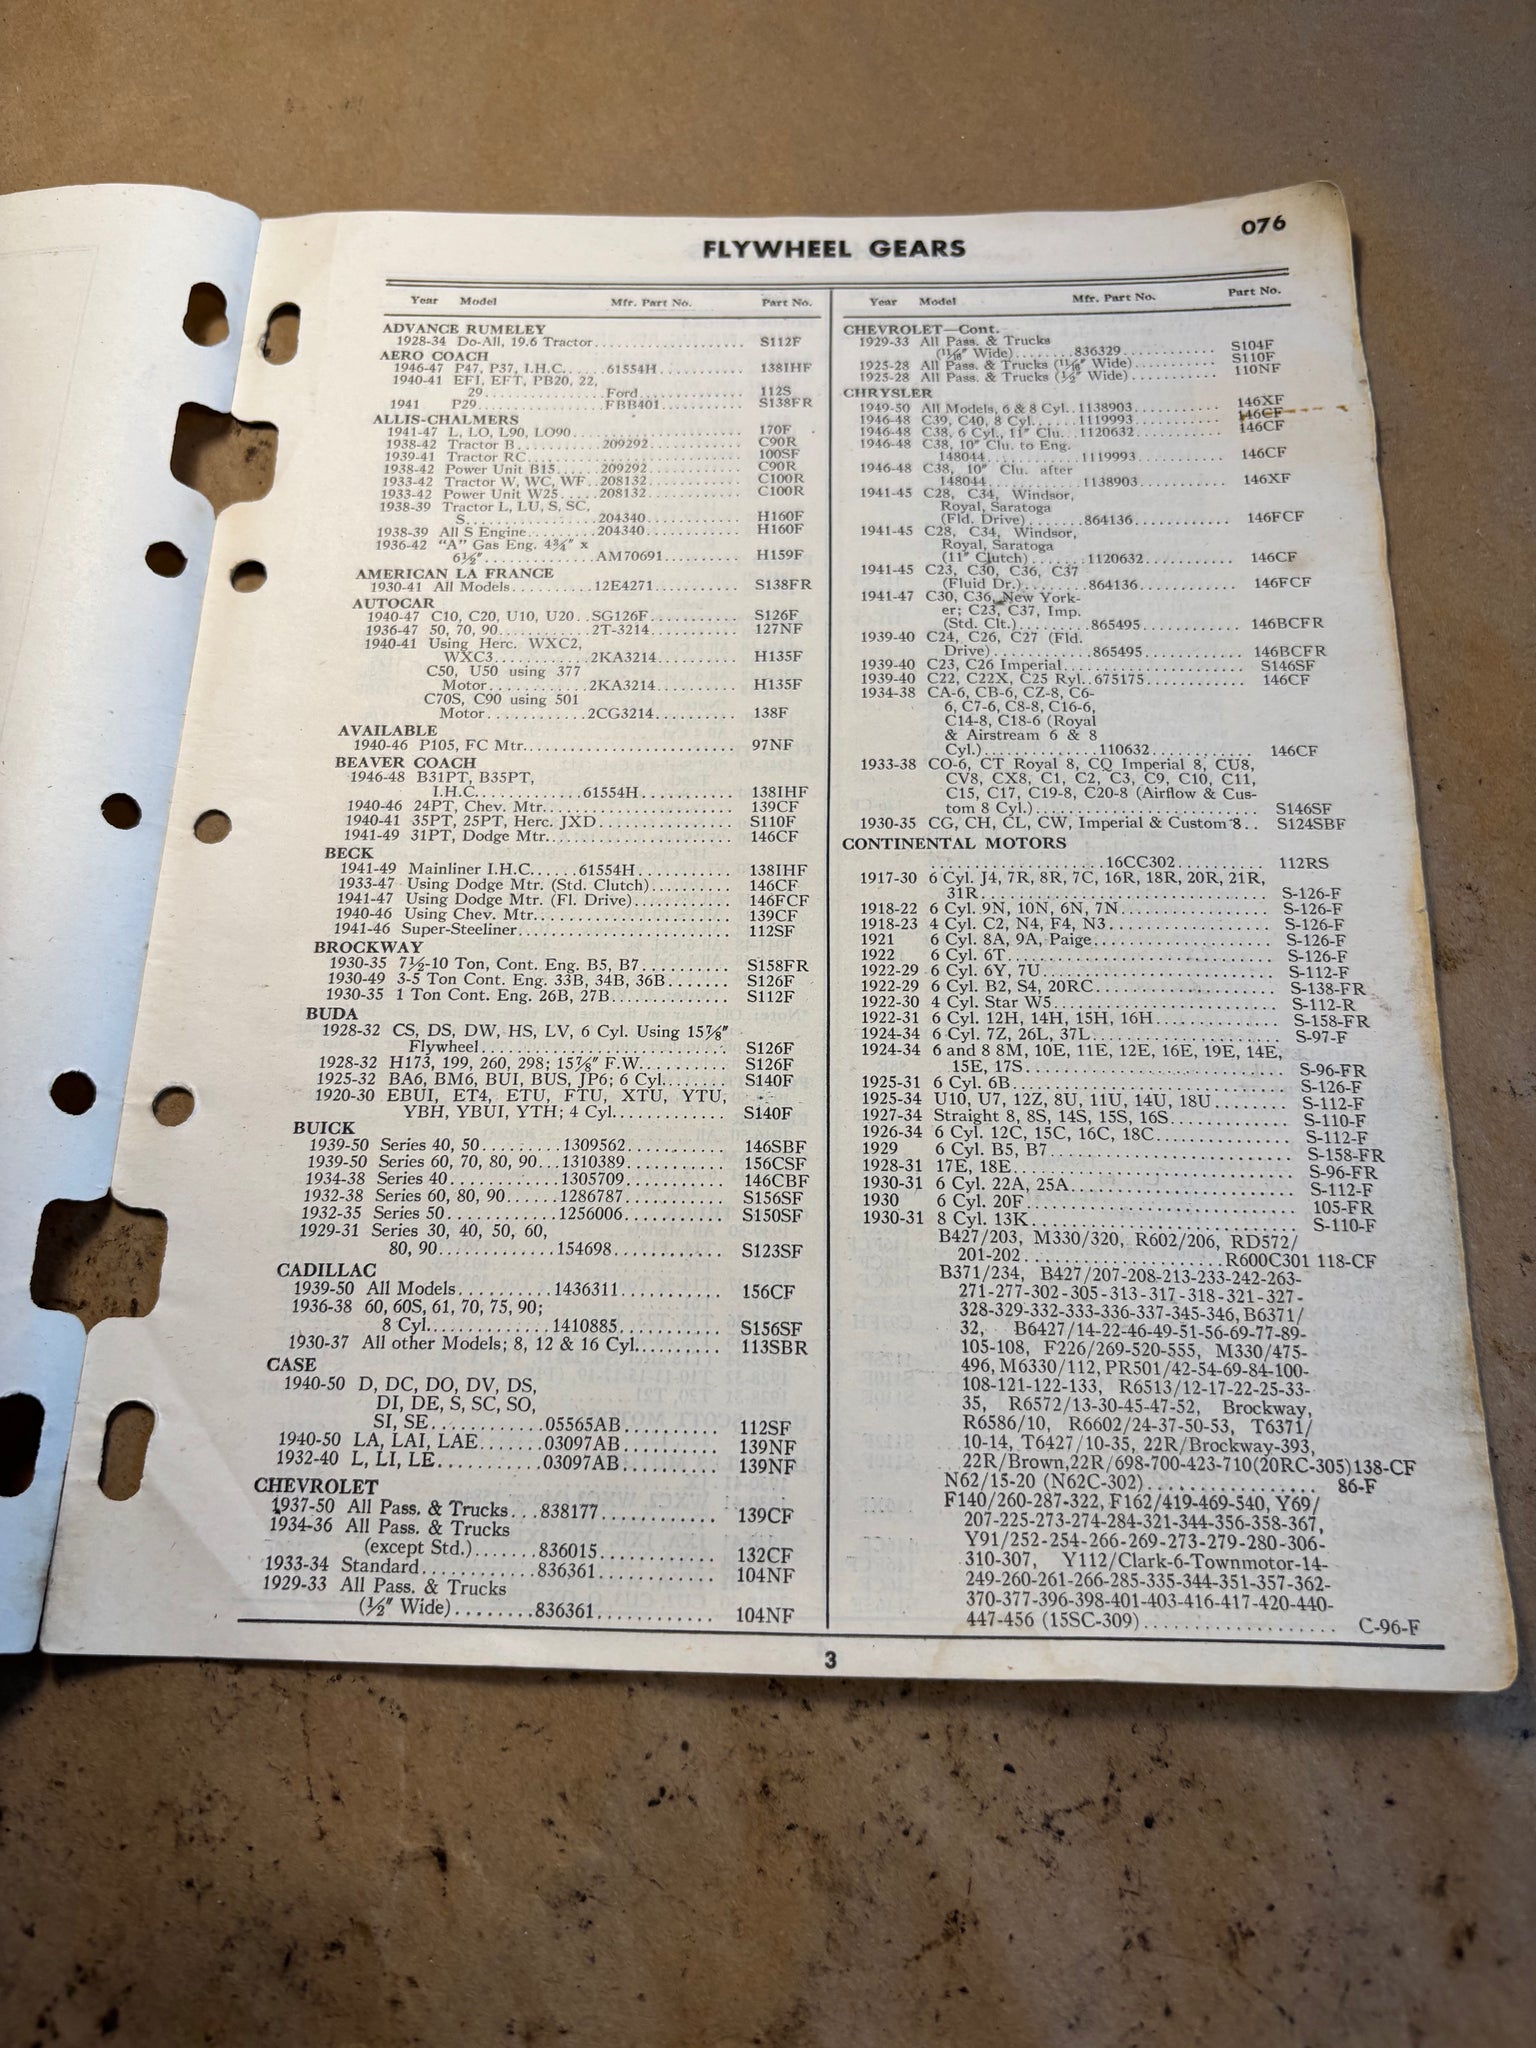 076
FLYWHEEL GEARS
Year Model Mfr. Part No. Part No.
ADVANCE RUMELEY
1928-34 Do-All, 19.6 Tractor.................... S112F
AERO COACH
1946-47 P47, P37, I.H.C.......61554H............ 138IHF
1940-41 EF1, EFT, PB20, 22,
29....................Ford............ 112S
1941 P29....................FBB401............ S138FR
ALLIS-CHALMERS
1941-47 L, LO, L90, LO90.................... 170F
1938-42 Tractor B.............209292............ C90R
1939-41 Tractor RC.................... 100SF
1938-42 Power Unit B15......209292............ C90R
1933-42 Tractor W, WC, WF..208132............ C100R
1933-42 Power Unit W25.....208132............ C100R
1938-39 Tractor L, LU, S, SC,
S....................204340............ H160F
1938-39 All S Engine..........204340............ H160F
1936-42 "A" Gas Eng. 4¾" x
6½".................AM70691............ H159F
AMERICAN LA FRANCE
1930-41 All Models............12E4271............ S138FR
AUTOCAR
1940-47 C10, C20, U10, U20..SG126F............ S126F
1936-47 50, 70, 90.............2T-3214............ 127NF
1940-41 Using Herc. WXC2,
WXC3..............2KA3214............ H135F
C50, U50 using 377
Motor...............2KA3214............ H135F
C70S, C90 using 501
Motor...............2CG3214............ 138F
AVAILABLE
1940-46 P105, FC Mtr.................... 97NF
BEAVER COACH
1946-48 B31PT, B35PT,
I.H.C....................61554H............ 138IHF
1940-46 24PT, Chev. Mtr.................... 139CF
1940-41 35PT, 25PT, Herc. JXD............ S110F
1941-49 31PT, Dodge Mtr.................... 146CF
BECK
1941-49 Mainliner I.H.C......61554H............ 138IHF
1933-47 Using Dodge Mtr. (Std. Clutch).......... 146CF
1941-47 Using Dodge Mtr. (Fl. Drive)............ 146FCF
1940-46 Using Chev. Mtr.................... 139CF
1941-46 Super-Steeliner.................... 112SF
BROCKWAY
1930-35 7½-10 Ton, Cont. Eng. B5, B7.......... S158FR
1930-49 3-5 Ton Cont. Eng. 33B, 34B, 36B....... S126F
1930-35 1 Ton Cont. Eng. 26B, 27B............ S112F
BUDA
1928-32 CS, DS, DW, HS, LV, 6 Cyl. Using 15⅞"
Flywheel.................... S126F
1928-32 H173, 199, 260, 298; 15⅞" F.W.......... S126F
1925-32 BA6, BM6, BUI, BUS, JP6; 6 Cyl........ S140F
1920-30 EBUI, ET4, ETU, FTU, XTU, YTU,
YBH, YBUI, YTH; 4 Cyl............ S140F
BUICK
1939-50 Series 40, 50.........1309562............ 146SBF
1939-50 Series 60, 70, 80, 90...1310389............ 156CSF
1934-38 Series 40..............1305709............ 146CBF
1932-38 Series 60, 80, 90......1286787............ S156SF
1932-35 Series 50..............1256006............ S150SF
1929-31 Series 30, 40, 50, 60,
80, 90..............154698............ S123SF
CADILLAC
1939-50 All Models............1436311............ 156CF
1936-38 60, 60S, 61, 70, 75, 90;
8 Cyl...............1410885............ S156SF
1930-37 All other Models; 8, 12 & 16 Cyl.......... 113SBR
CASE
1940-50 D, DC, DO, DV, DS,
DI, DE, S, SC, SO,
SI, SE..............05565AB............ 112SF
1940-50 LA, LAI, LAE........03097AB............ 139NF
1932-40 L, LI, LE............03097AB............ 139NF
CHEVROLET
1937-50 All Pass. & Trucks...838177............ 139CF
1934-36 All Pass. & Trucks
(except Std.).......836015............ 132CF
1933-34 Standard..............836361............ 104NF
1929-33 All Pass. & Trucks
(½" Wide)........836361............ 104NF
Year Model Mfr. Part No. Part No.
CHEVROLET—Cont.
1929-33 All Pass. & Trucks
(11/16" Wide)........836329............ S104F
1925-28 All Pass. & Trucks (11/16" Wide)............ S110F
1925-28 All Pass. & Trucks (½" Wide)............ 110NF
CHRYSLER
1949-50 All Models, 6 & 8 Cyl..1138903............ 146XF
1946-48 C39, C40, 8 Cyl.....1119993............ 146CF
1946-48 C38, 6 Cyl., 11" Clu...1120632............ 146CF
1946-48 C38, 10" Clu. to Eng.
148044..............1119993............ 146CF
1946-48 C38, 10" Clu. after
148044..............1138903............ 146XF
1941-45 C28, C34, Windsor,
Royal, Saratoga
(Fld. Drive)........864136............ 146FCF
1941-45 C28, C34, Windsor,
Royal, Saratoga
(11" Clutch)........1120632............ 146CF
1941-45 C23, C30, C36, C37
(Fluid Dr.).........864136............ 146FCF
1941-47 C30, C36, New York-
er; C23, C37, Imp.
(Std. Clt.)..........865495............ 146BCFR
1939-40 C24, C26, C27 (Fld.
Drive)..............865495............ 146BCFR
1939-40 C23, C26 Imperial.................... S146SF
1939-40 C22, C22X, C25 Ryl..675175............ 146CF
1934-38 CA-6, CB-6, CZ-8, C6-
6, C7-6, C8-8, C16-6,
C14-8, C18-6 (Royal
& Airstream 6 & 8
Cyl.)...............110632............ 146CF
1933-38 CO-6, CT Royal 8, CQ Imperial 8, CU8,
CV8, CX8, C1, C2, C3, C9, C10, C11,
C15, C17, C19-8, C20-8 (Airflow & Cus-
tom 8 Cyl.).................... S146SF
1930-35 CG, CH, CL, CW, Imperial & Custom 8.. S124SBF
CONTINENTAL MOTORS
....................16CC302.......... 112RS
1917-30 6 Cyl. J4, 7R, 8R, 7C, 16R, 18R, 20R, 21R,
31R.................... S-126-F
1918-22 6 Cyl. 9N, 10N, 6N, 7N.................... S-126-F
1918-23 4 Cyl. C2, N4, F4, N3.................... S-126-F
1921 6 Cyl. 8A, 9A, Paige.................... S-126-F
1922 6 Cyl. 6T.................... S-126-F
1922-29 6 Cyl. 6Y, 7U.................... S-112-F
1922-29 6 Cyl. B2, S4, 20RC.................... S-138-FR
1922-30 4 Cyl. Star W5.................... S-112-R
1922-31 6 Cyl. 12H, 14H, 15H, 16H............ S-158-FR
1924-34 6 Cyl. 7Z, 26L, 37L.................... S-97-F
1924-34 6 and 8 8M, 10E, 11E, 12E, 16E, 19E, 14E,
15E, 17S.................... S-96-FR
1925-31 6 Cyl. 6B.................... S-126-F
1925-34 U10, U7, 12Z, 8U, 11U, 14U, 18U........ S-112-F
1927-34 Straight 8, 8S, 14S, 15S, 16S............ S-110-F
1926-34 6 Cyl. 12C, 15C, 16C, 18C............ S-112-F
1929 6 Cyl. B5, B7.................... S-158-FR
1928-31 17E, 18E.................... S-96-FR
1930-31 6 Cyl. 22A, 25A.................... S-112-F
1930 6 Cyl. 20F.................... 105-FR
1930-31 8 Cyl. 13K.................... S-110-F
B427/203, M330/320, R602/206, RD572/
201-202....................R600C301 118-CF
B371/234, B427/207-208-213-233-242-263-
271-277-302-305-313-317-318-321-327-
328-329-332-333-336-337-345-346, B6371/
32, B6427/14-22-46-49-51-56-69-77-89-
105-108, F226/269-520-555, M330/475-
496, M6330/112, PR501/42-54-69-84-100-
108-121-122-133, R6513/12-17-22-25-33-
35, R6572/13-30-45-47-52, Brockway,
R6586/10, R6602/24-37-50-53, T6371/
10-14, T6427/10-35, 22R/Brockway-393,
22R/Brown,22R/698-700-423-710(20RC-305)138-CF
N62/15-20 (N62C-302).................... 86-F
F140/260-287-322, F162/419-469-540, Y69/
207-225-273-274-284-321-344-356-358-367,
Y91/252-254-266-269-273-279-280-306-
310-307, Y112/Clark-6-Townmotor-14-
249-260-261-266-285-335-344-351-357-362-
370-377-396-398-401-403-416-417-420-440-
447-456 (15SC-309).................... C-96-F
3